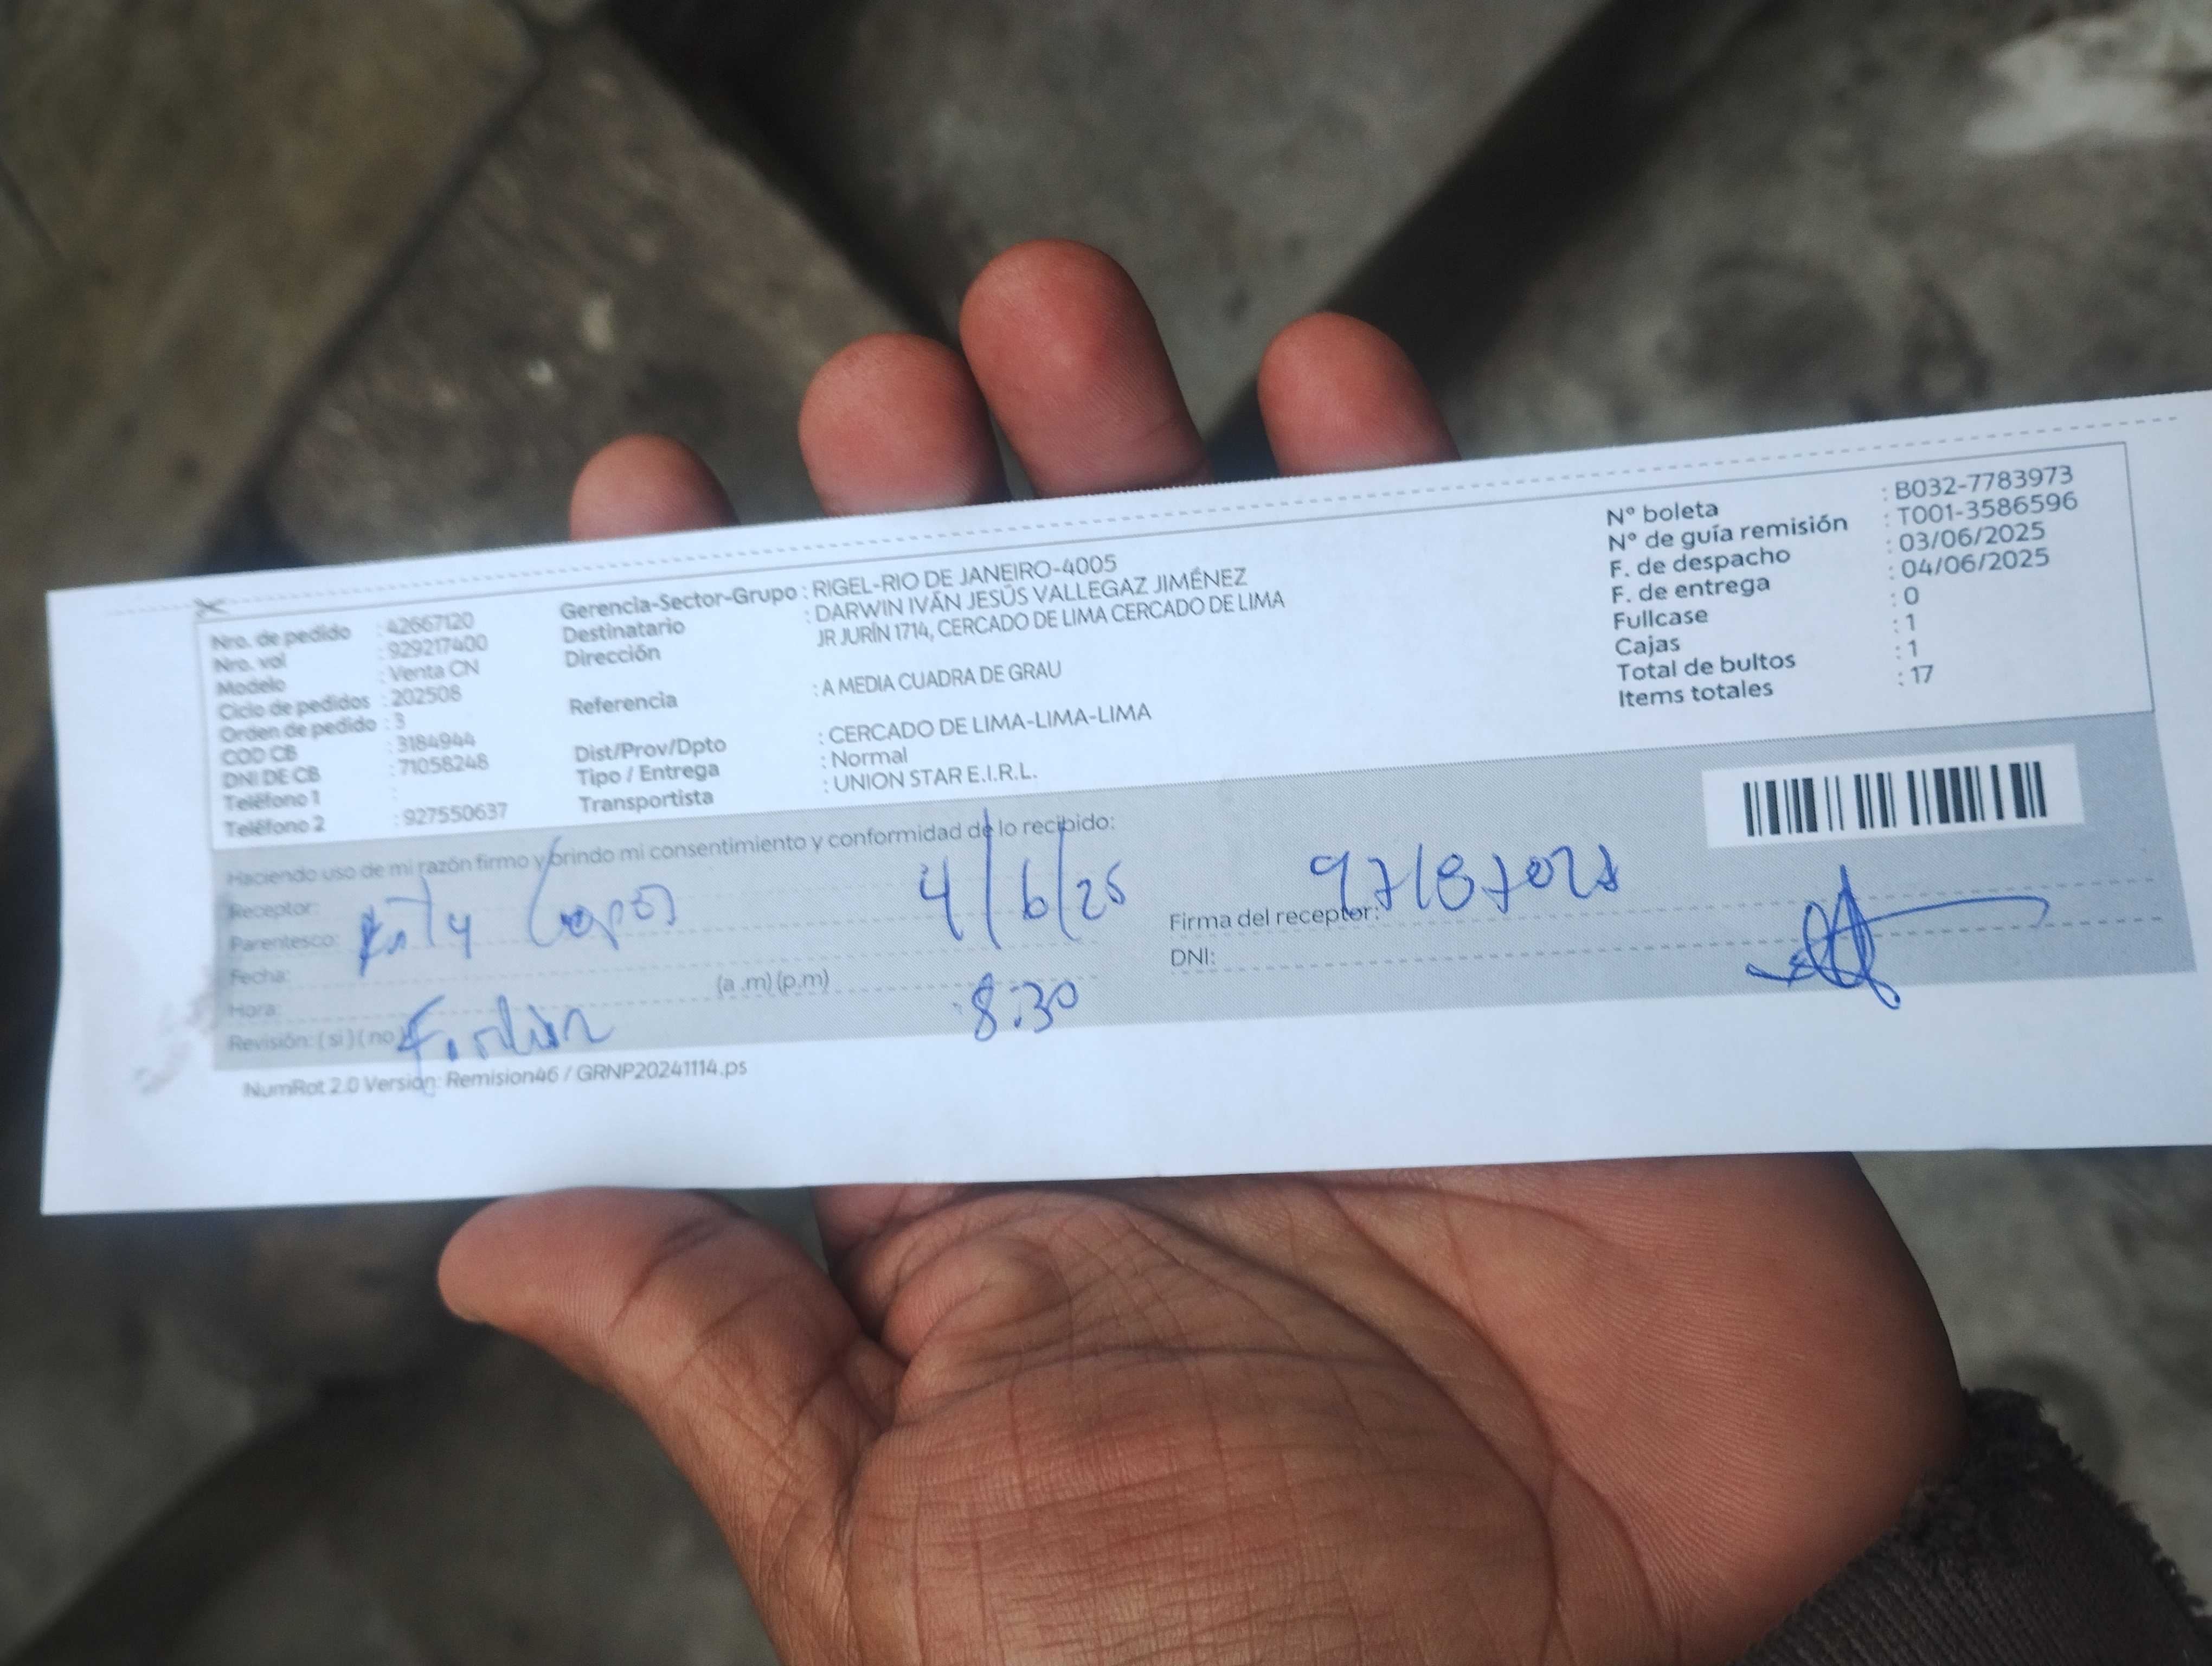 Nro. de pedido : 42667120
Nro. vol : 929217400
Modelo : Venta CN
Ciclo de pedidos : 202508
Orden de pedido : 3
COD CB : 3184944
DNI DE CB : 71058248
Teléfono 1 :
Teléfono 2 : 927550637
Gerencia-Sector-Grupo : RIGEL-RIO DE JANEIRO-4005
Destinatario : DARWIN IVÁN JESÚS VALLEGAZ JIMÉNEZ
Dirección JR JURÍN 1714, CERCADO DE LIMA CERCADO DE LIMA
Referencia : A MEDIA CUADRA DE GRAU
Dist/Prov/Dpto : CERCADO DE LIMA-LIMA-LIMA
Tipo / Entrega : Normal
Transportista : UNION STAR E.I.R.L.
N° boleta : B032-7783973
N° de guía remisión : T001-3586596
F. de despacho : 03/06/2025
F. de entrega : 04/06/2025
Fullcase : 0
Cajas : 1
Total de bultos : 1
Items totales : 17
Haciendo uso de mi razón firmo y brindo mi consentimiento y conformidad de lo recibido:
Receptor:
Parentesco: 4/6/25
Firma del receptor:
Fecha:
DNI:
Hora: (a .m) (p.m) 8:30
Revisión: ( si ) ( no )
NumRot 2.0 Version: Remision46 / GRNP20241114.ps